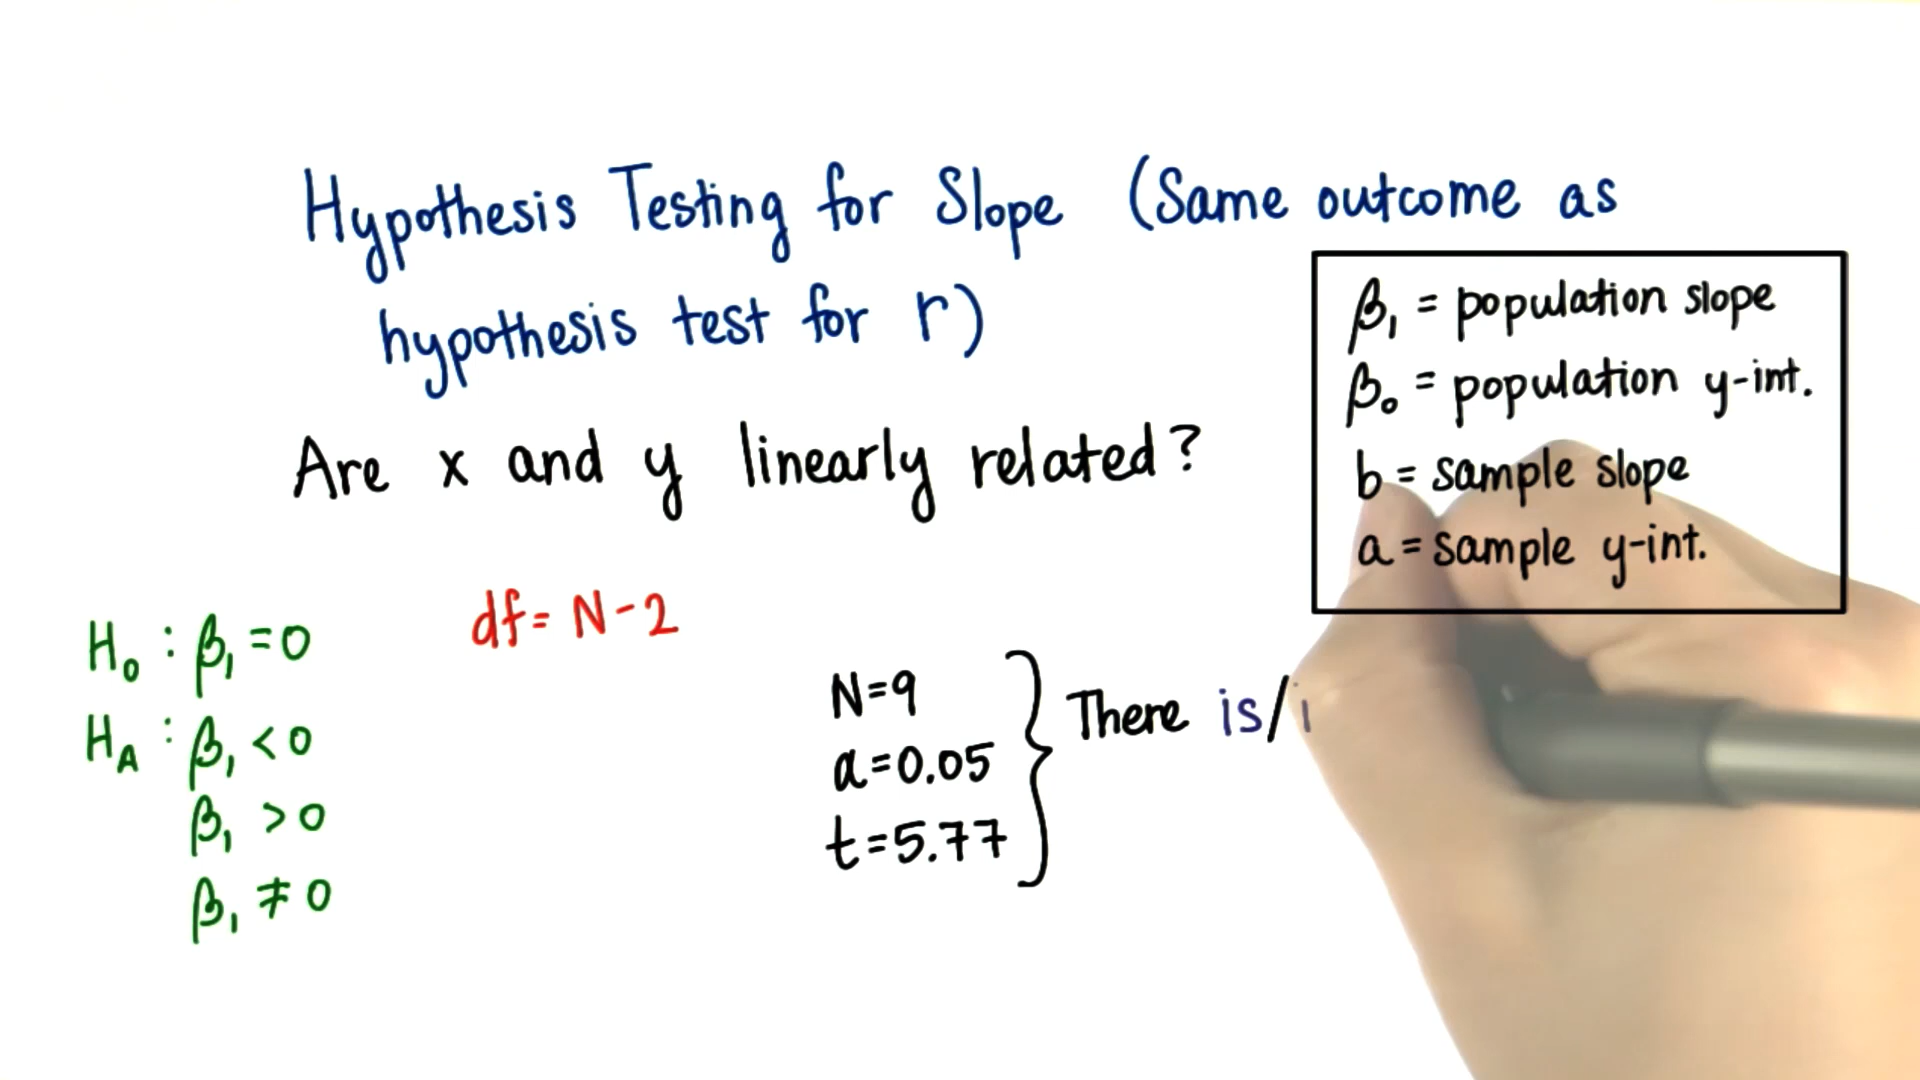 Hypothesis Testing for Slope (Same outcome as
hypothesis test for r)
Are x and y linearly related?
β₁ = population slope
β₀ = population y-int.
b = sample slope
a = sample y-int.
df = N-2
H₀ : β₁ = 0
H_A : β₁ < 0
β₁ > 0
β₁ ≠ 0
N=9
α=0.05
t=5.77
There is/i